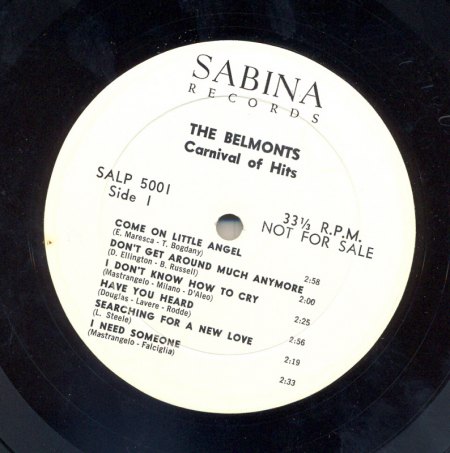 SABINA
RECORDS
THE BELMONTS
Carnival of Hits
SALP 5001
Side 1
33⅓ R.P.M.
NOT FOR SALE
COME ON LITTLE ANGEL 2:58
(E. Maresca - T. Bogdany)
DON'T GET AROUND MUCH ANYMORE 2:00
(D. Ellington - B. Russell)
I DON'T KNOW HOW TO CRY 2:25
(Mastrangelo - Milano - D'Aleo)
HAVE YOU HEARD 2:56
(Douglas - Lavere - Rodde)
SEARCHING FOR A NEW LOVE 2:19
(L. Steele)
I NEED SOMEONE 2:33
(Mastrangelo - Falciglia)